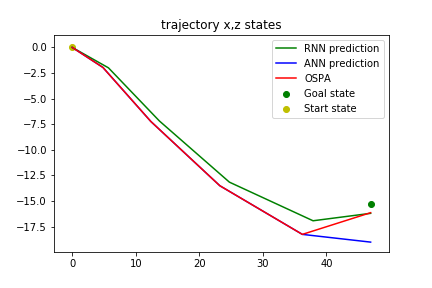 trajectory x,z states
RNN prediction
ANN prediction
OSPA
Goal state
Start state
0.0
−2.5
−5.0
−7.5
−10.0
−12.5
−15.0
−17.5
0 10 20 30 40